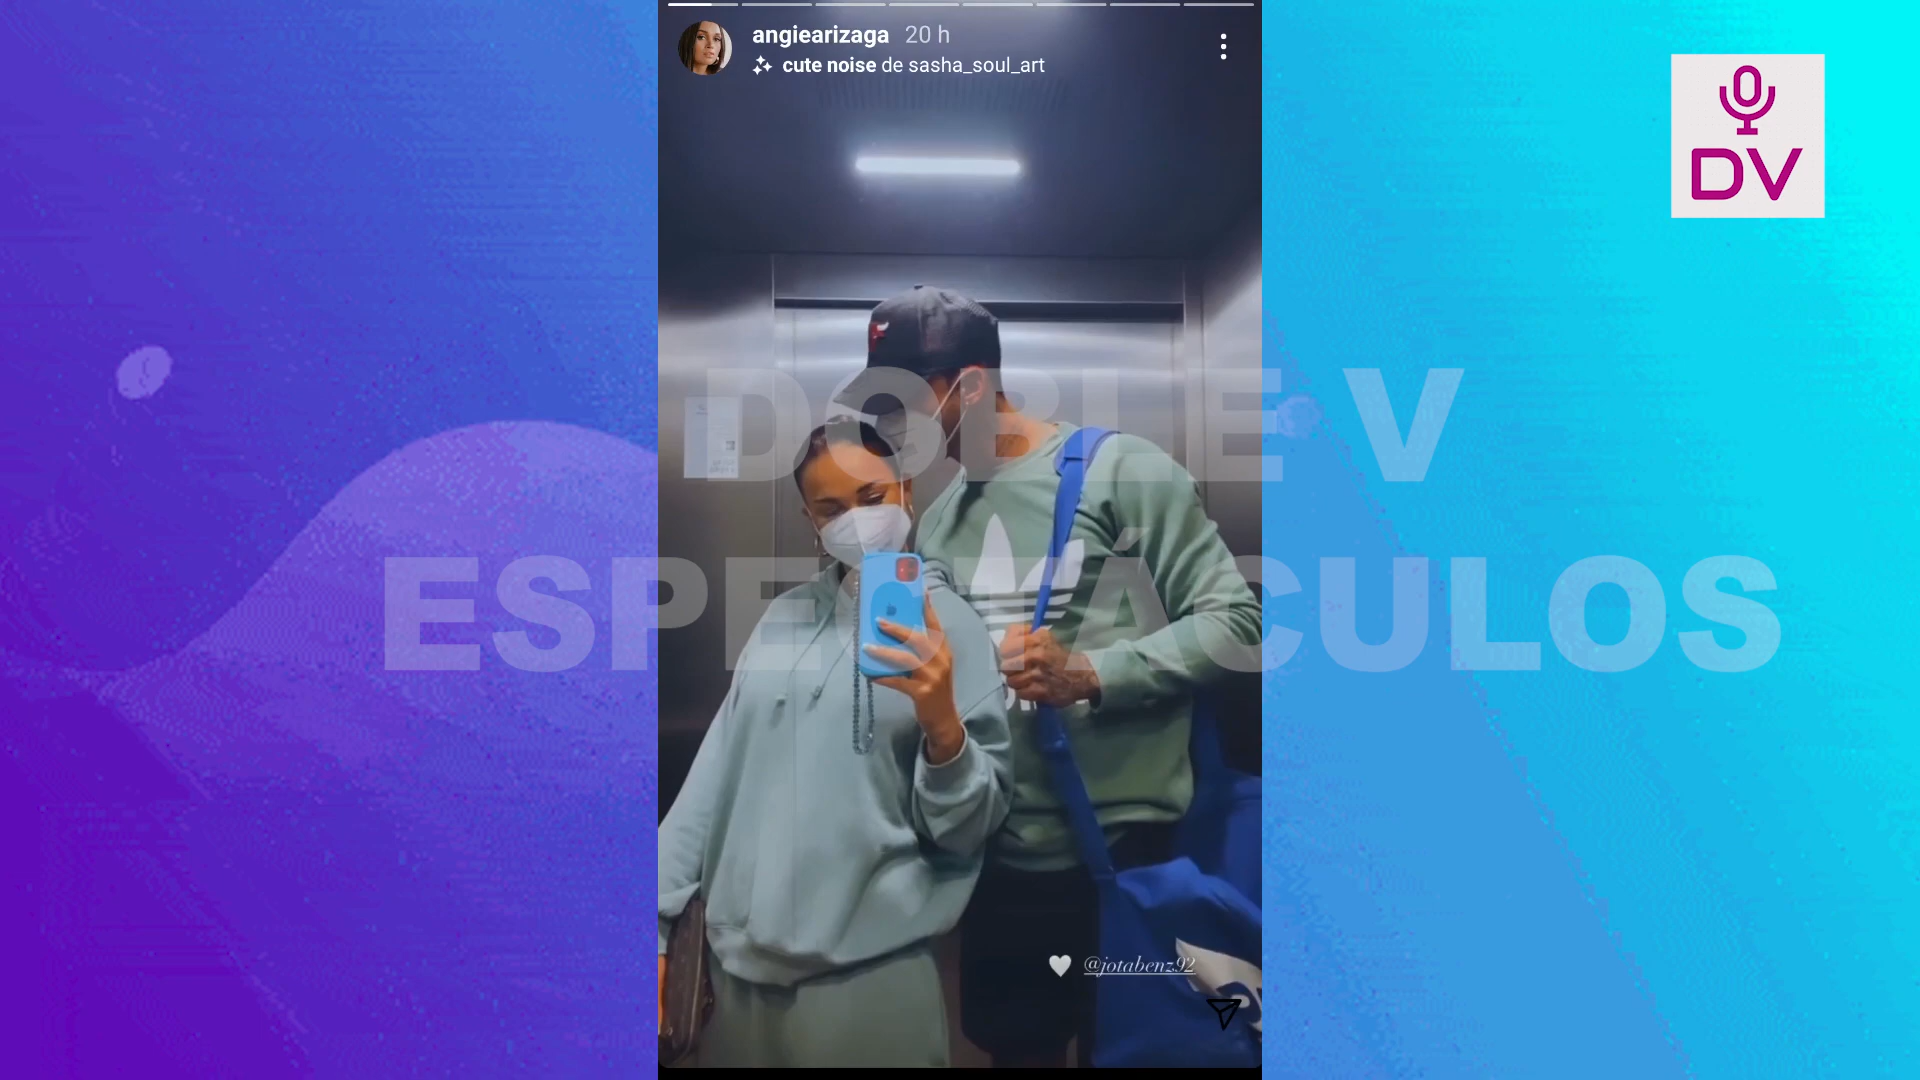 angiearizaga 20 h
cute noise de sasha_soul_art
DV
DOBLE V
ESPECTÁCULOS
@jotabenz92